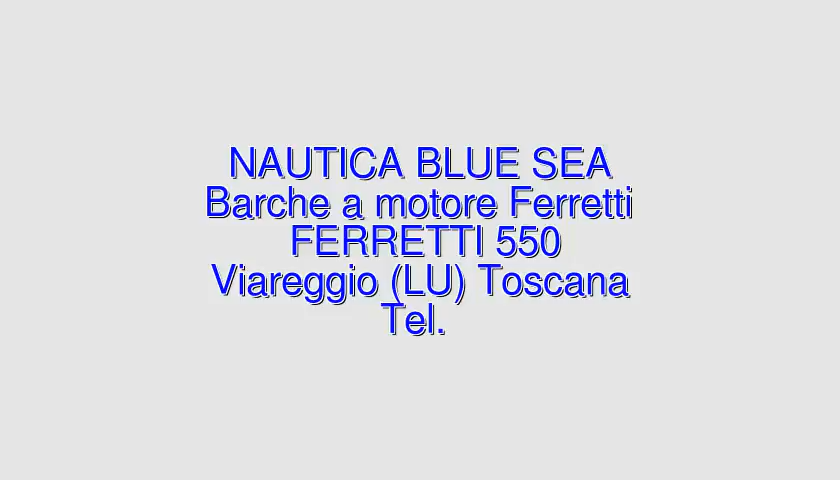 NAUTICA BLUE SEA
Barche a motore Ferretti
FERRETTI 550
Viareggio (LU) Toscana
Tel.